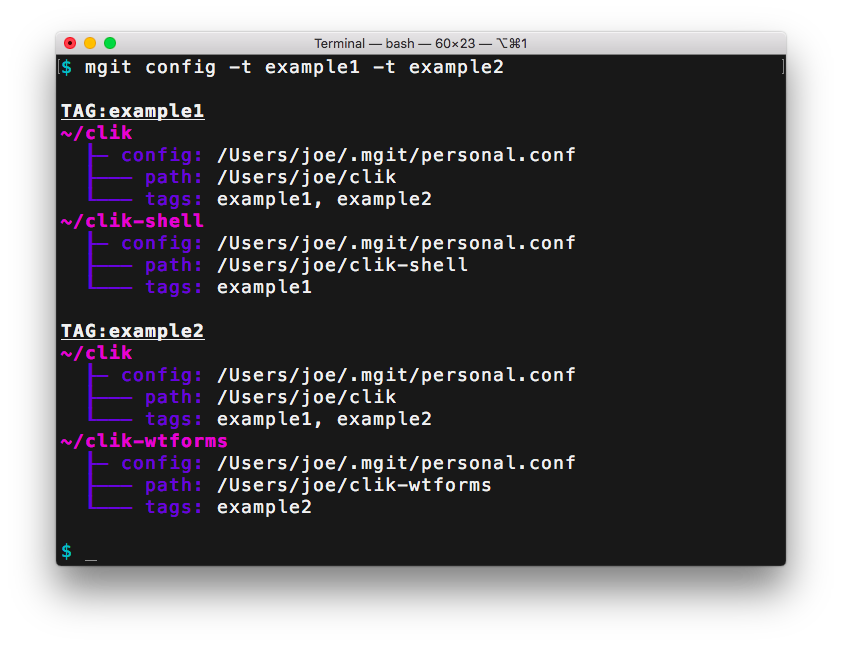 Terminal — bash — 60×23 — ⌥⌘1
$ mgit config -t example1 -t example2
TAG:example1
~/clik
├─ config: /Users/joe/.mgit/personal.conf
├─── path: /Users/joe/clik
└─── tags: example1, example2
~/clik-shell
├─ config: /Users/joe/.mgit/personal.conf
├─── path: /Users/joe/clik-shell
└─── tags: example1
TAG:example2
~/clik
├─ config: /Users/joe/.mgit/personal.conf
├─── path: /Users/joe/clik
└─── tags: example1, example2
~/clik-wtforms
├─ config: /Users/joe/.mgit/personal.conf
├─── path: /Users/joe/clik-wtforms
└─── tags: example2
$ _